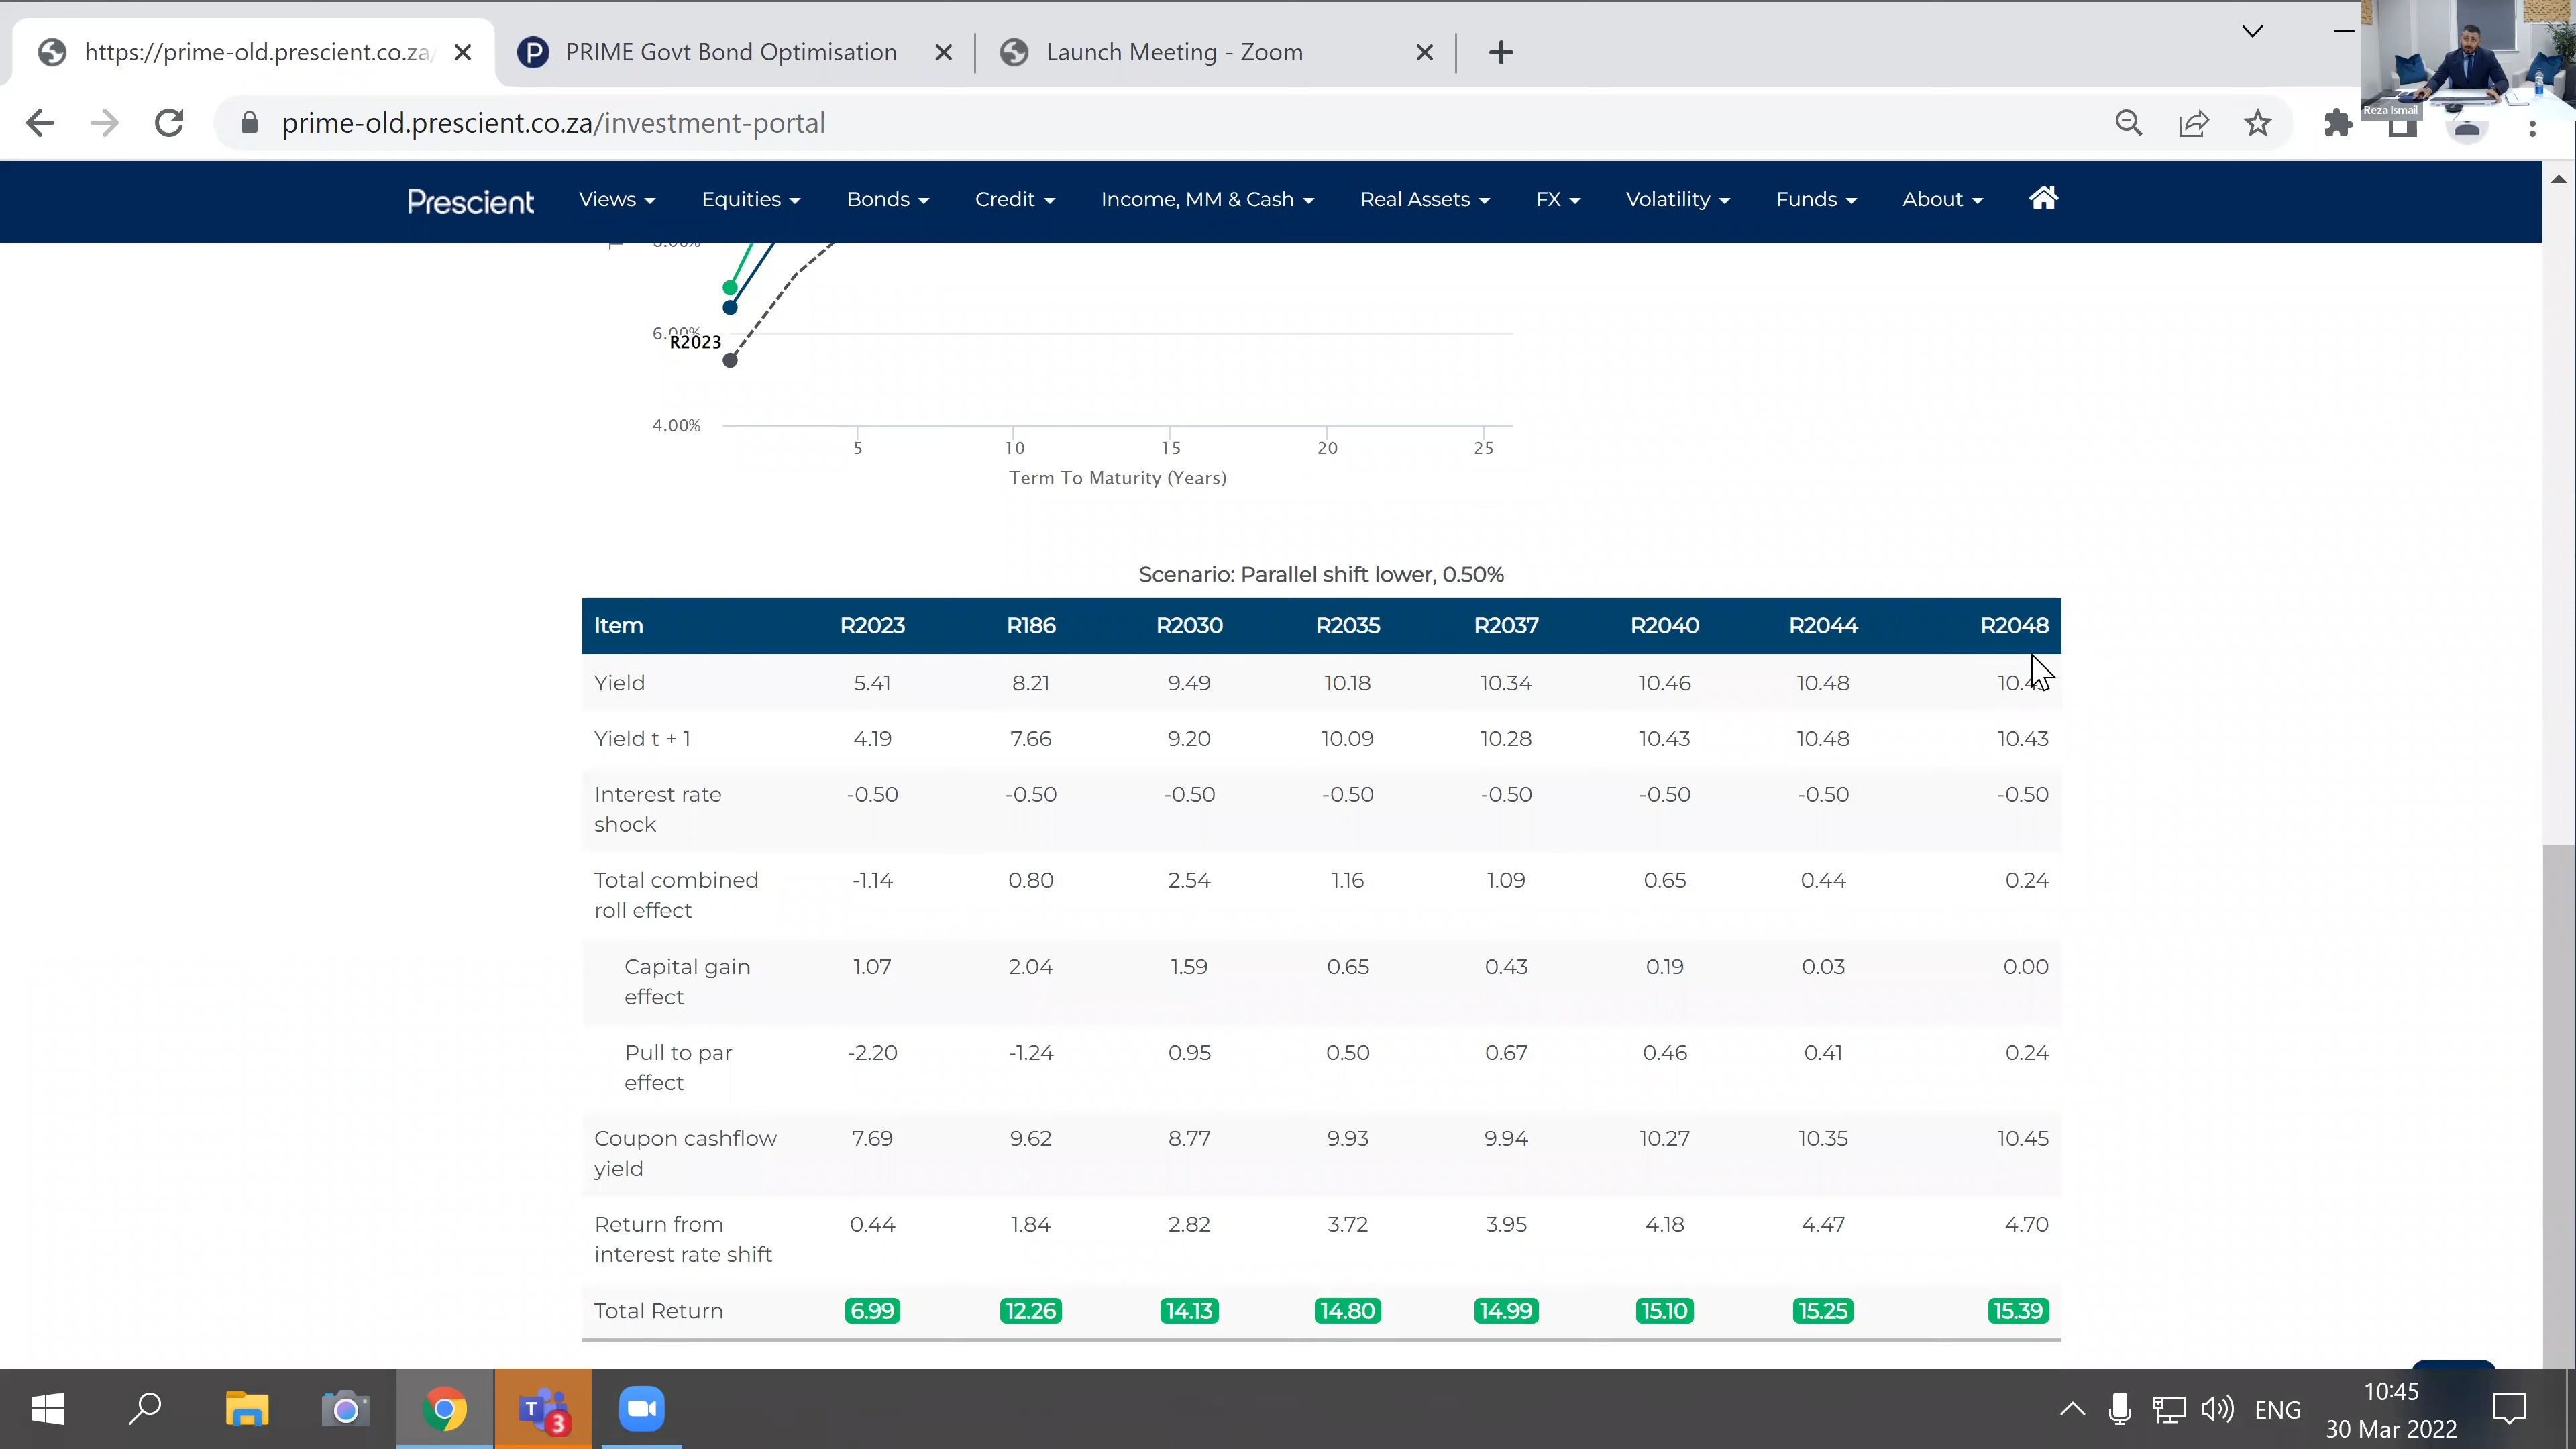 https://prime-old.prescient.co.za/
PRIME Govt Bond Optimisation
Launch Meeting - Zoom
prime-old.prescient.co.za/investment-portal
Reza Ismail
Prescient Views Equities Bonds Credit Income, MM & Cash Real Assets FX Volatility Funds About
6.00%
R2023
4.00%
5 10 15 20 25
Term To Maturity (Years)
Scenario: Parallel shift lower, 0.50%
Item R2023 R186 R2030 R2035 R2037 R2040 R2044 R2048
Yield 5.41 8.21 9.49 10.18 10.34 10.46 10.48
Yield t + 1 4.19 7.66 9.20 10.09 10.28 10.43 10.48 10.43
Interest rate shock -0.50 -0.50 -0.50 -0.50 -0.50 -0.50 -0.50 -0.50
Total combined roll effect -1.14 0.80 2.54 1.16 1.09 0.65 0.44 0.24
Capital gain effect 1.07 2.04 1.59 0.65 0.43 0.19 0.03 0.00
Pull to par effect -2.20 -1.24 0.95 0.50 0.67 0.46 0.41 0.24
Coupon cashflow yield 7.69 9.62 8.77 9.93 9.94 10.27 10.35 10.45
Return from interest rate shift 0.44 1.84 2.82 3.72 3.95 4.18 4.47 4.70
Total Return 6.99 12.26 14.13 14.80 14.99 15.10 15.25 15.39
T 3
ENG
10:45
30 Mar 2022